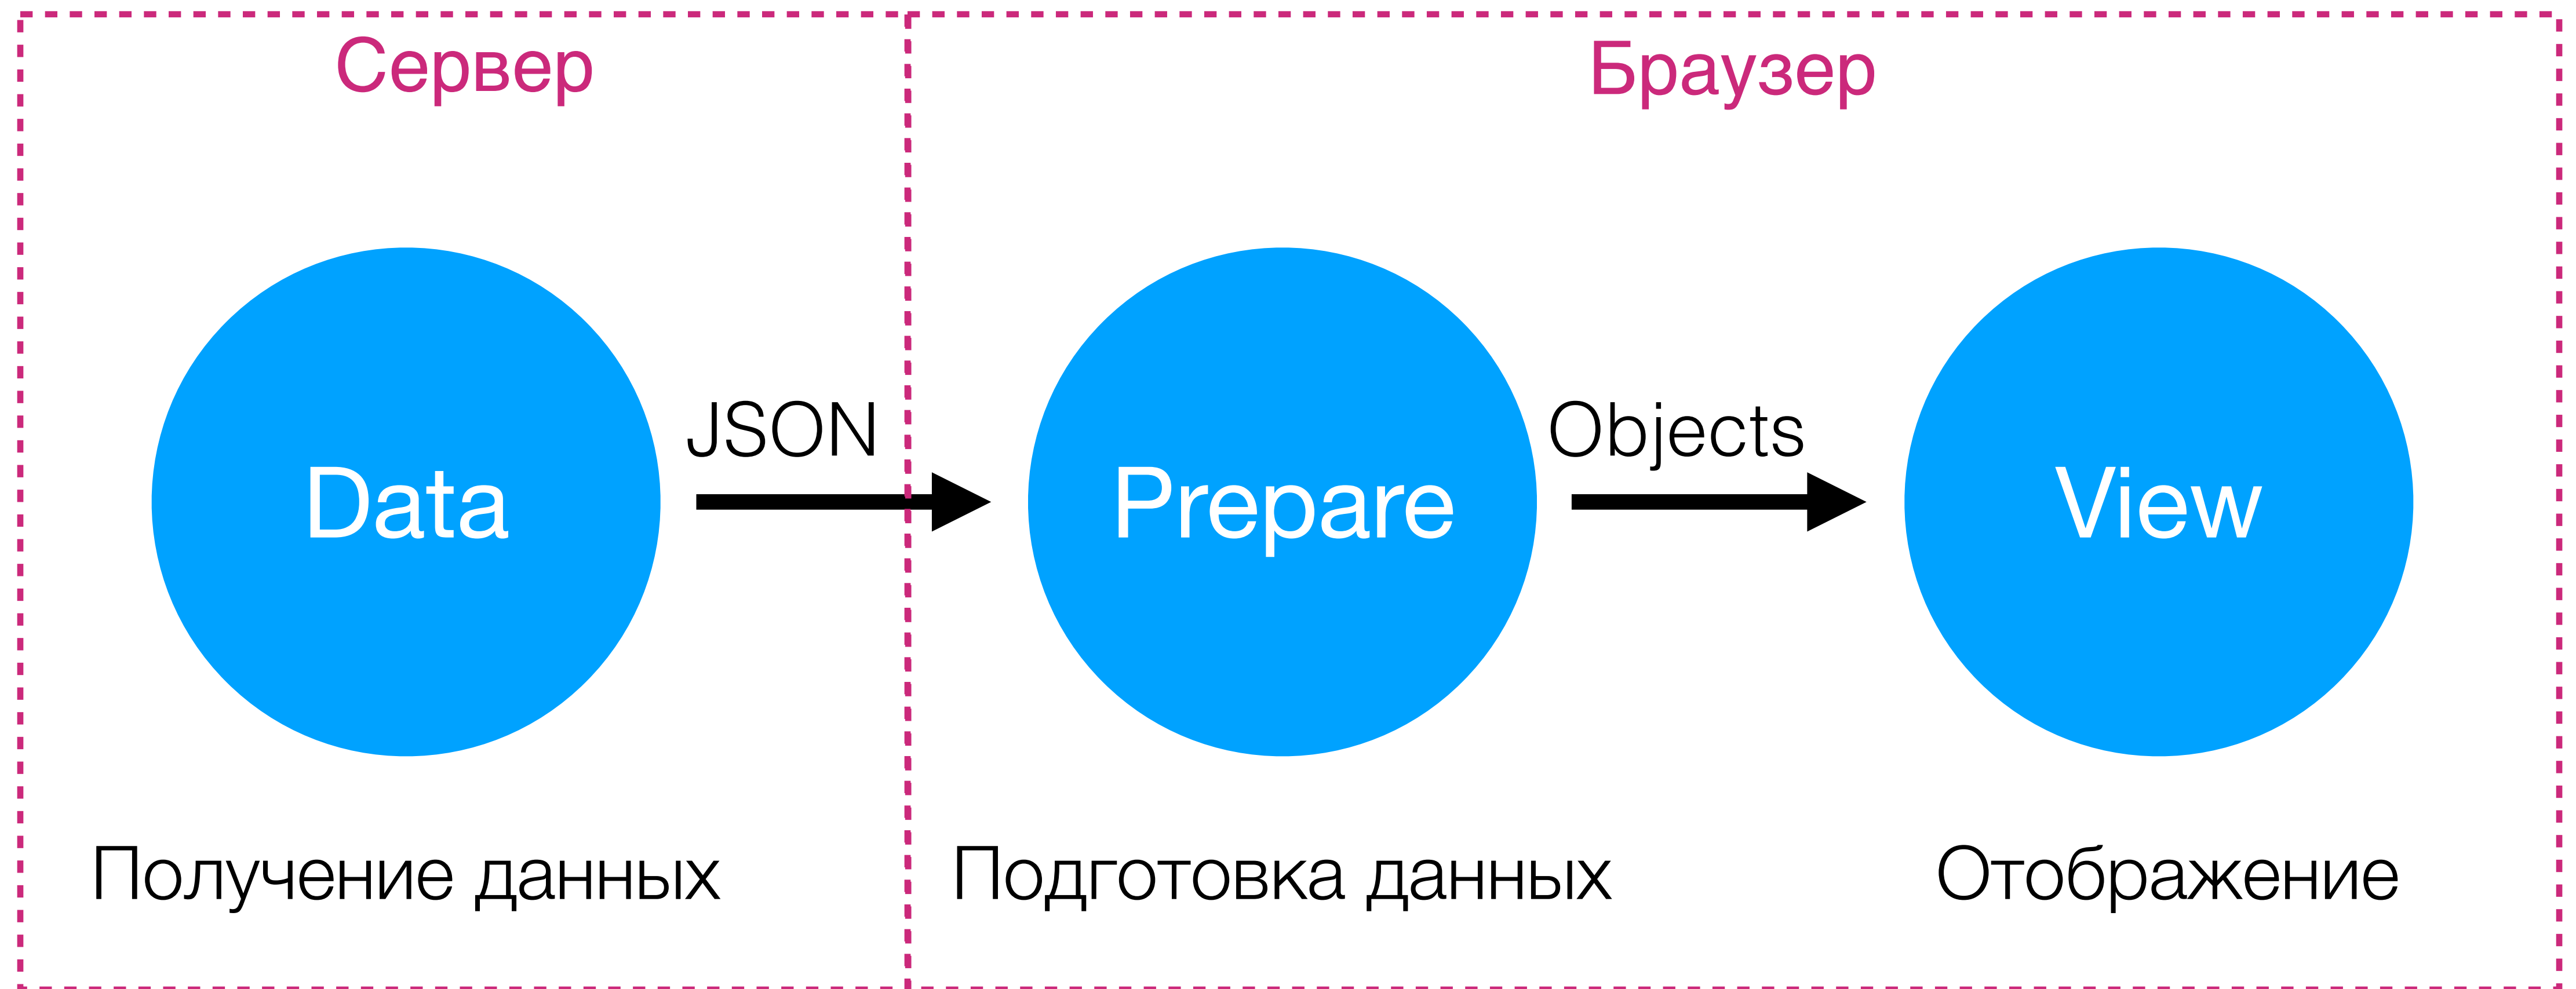 Сервер
Браузер
JSON
Objects
Data
Prepare
View
Получение данных
Подготовка данных
Отображение